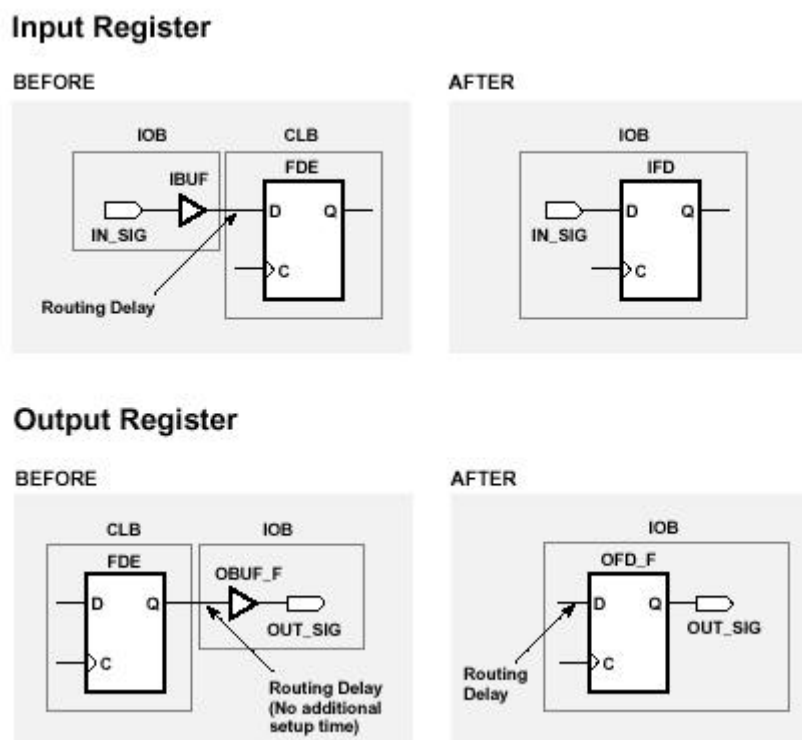 Input Register
BEFORE
IOB
CLB
IBUF
FDE
D
Q
IN_SIG
C
Routing Delay
AFTER
IOB
IFD
D
Q
IN_SIG
C
Output Register
BEFORE
CLB
IOB
FDE
OBUF_F
D
Q
OUT_SIG
C
Routing Delay
(No additional
setup time)
AFTER
IOB
OFD_F
D
Q
OUT_SIG
C
Routing
Delay